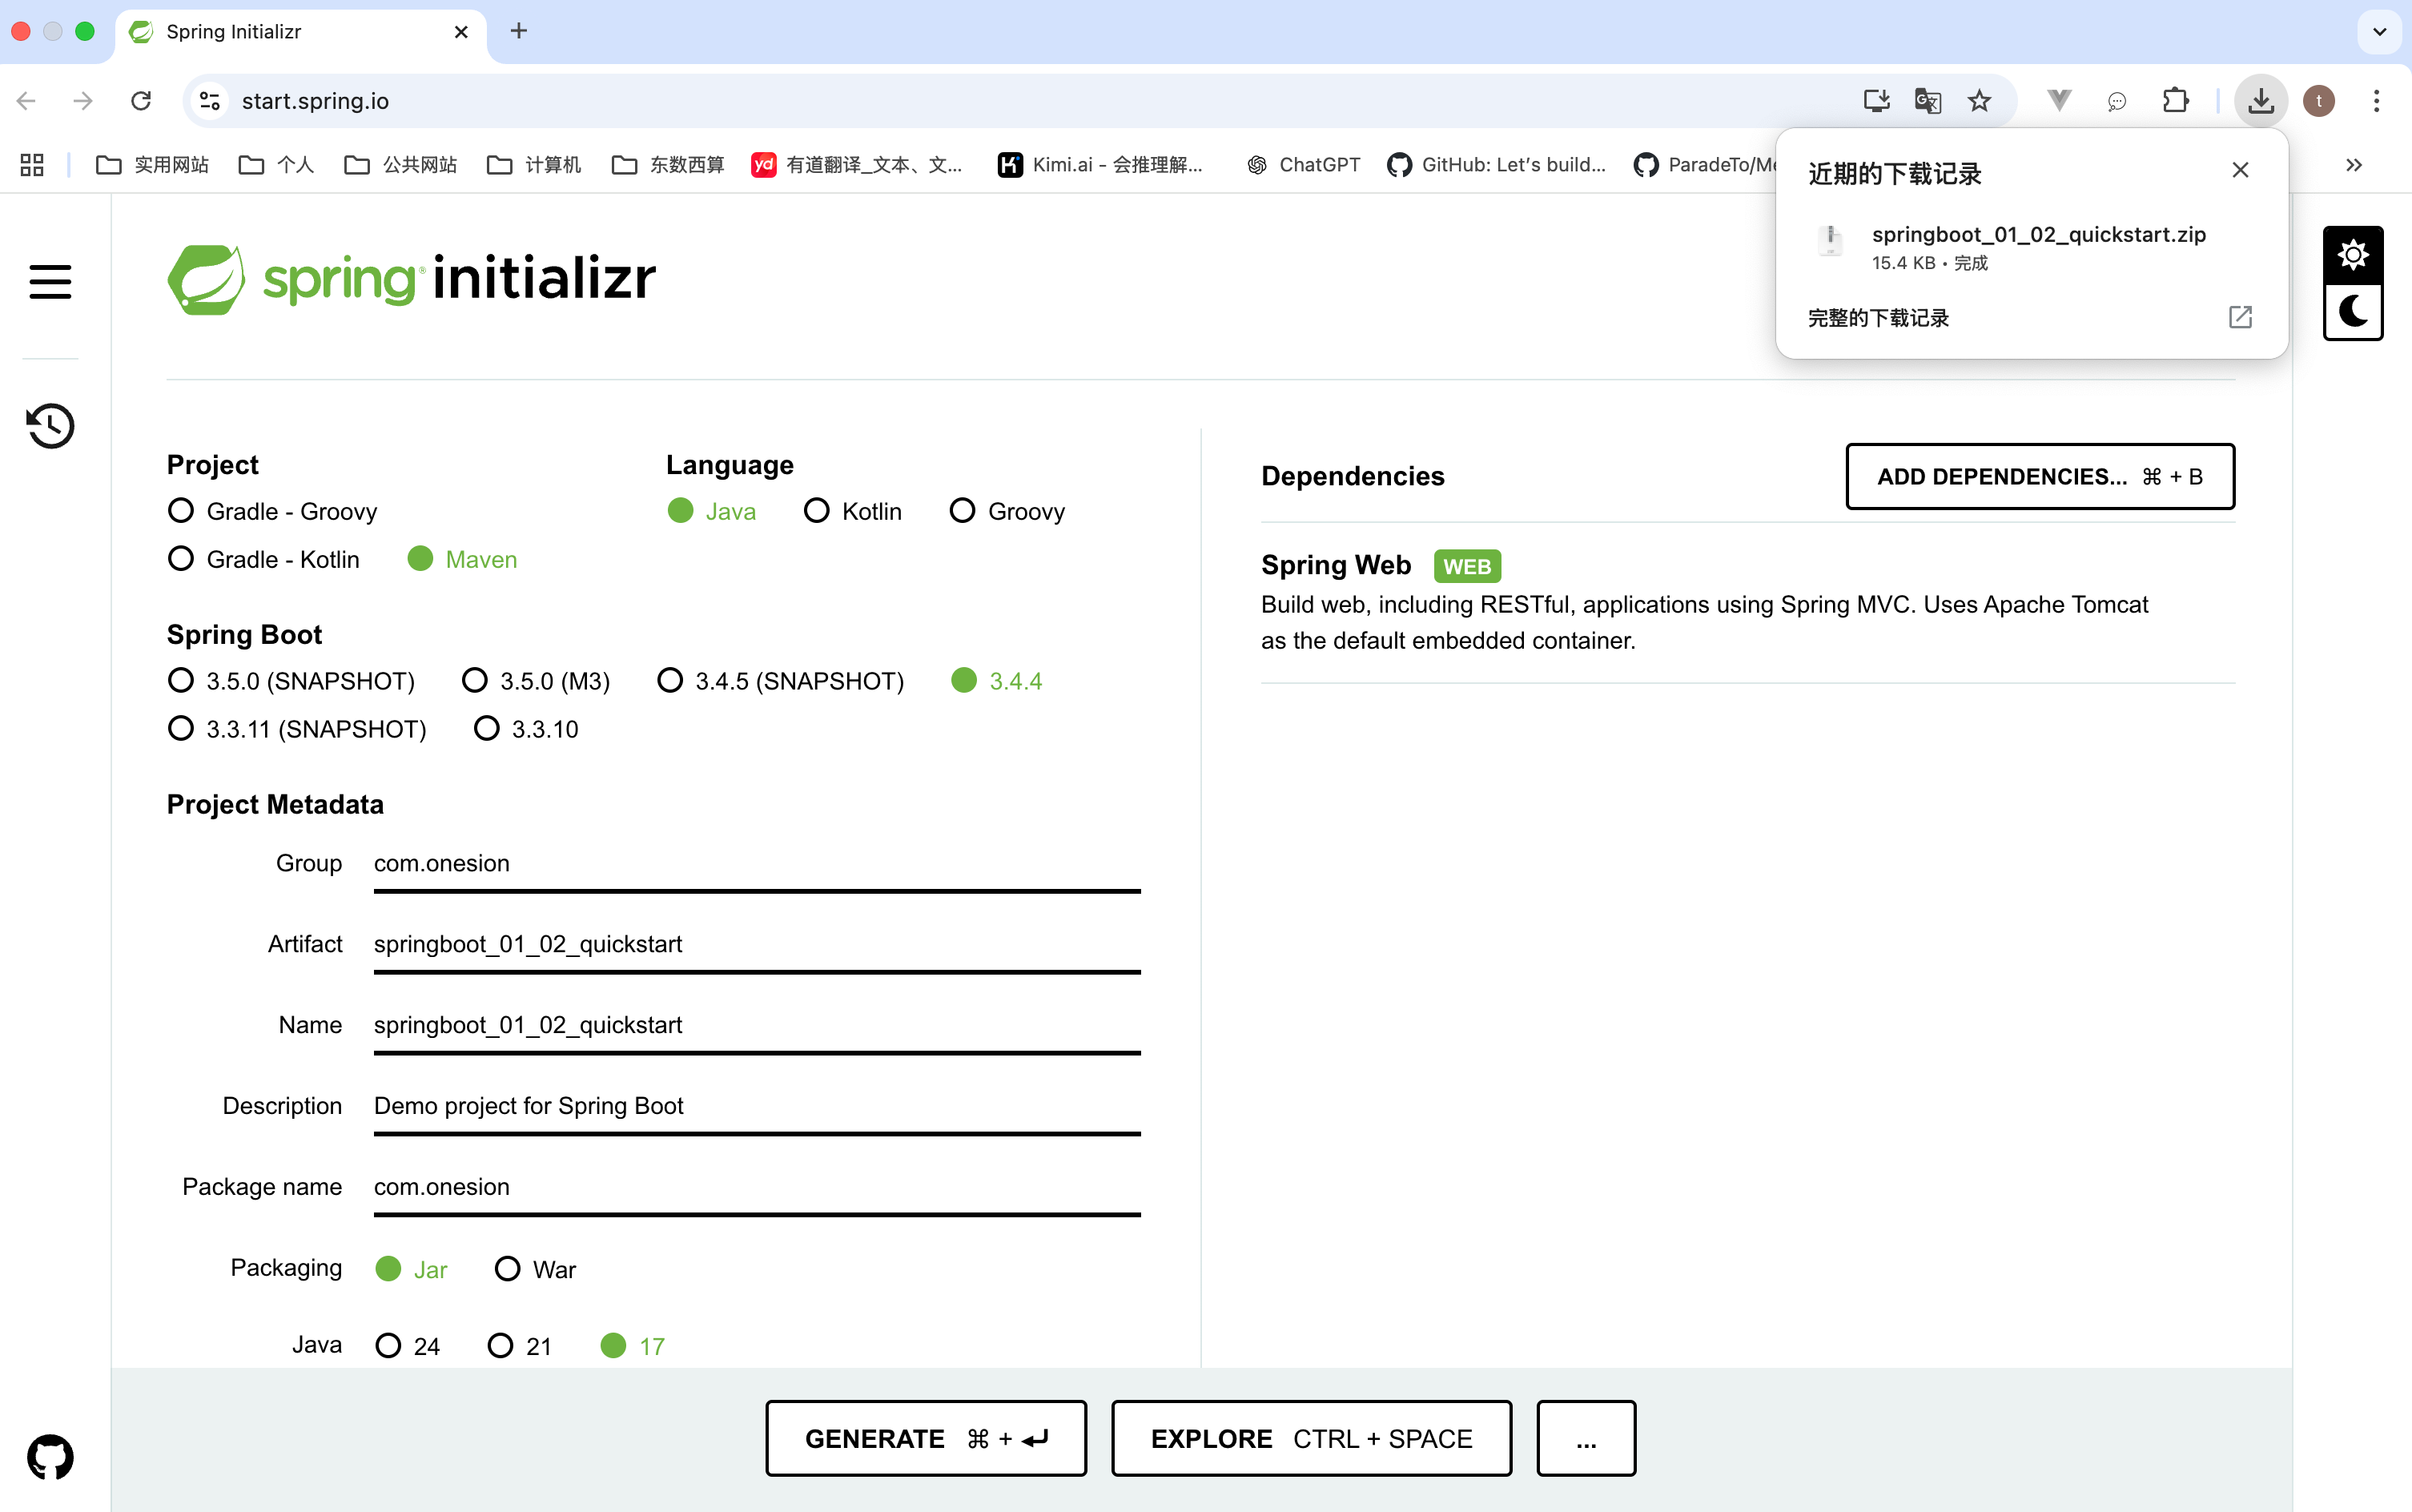 Spring Initializr
start.spring.io
实用网站
个人
公共网站
计算机
东数西算
yd
有道翻译_文本、文...
Kimi.ai - 会推理解...
ChatGPT
GitHub: Let's build...
ParadeTo/Me
t
近期的下载记录
springboot_01_02_quickstart.zip
15.4 KB • 完成
完整的下载记录
spring® initializr
Project
Gradle - Groovy
Gradle - Kotlin
Maven
Language
Java
Kotlin
Groovy
Spring Boot
3.5.0 (SNAPSHOT)
3.5.0 (M3)
3.4.5 (SNAPSHOT)
3.4.4
3.3.11 (SNAPSHOT)
3.3.10
Project Metadata
Group com.onesion
Artifact springboot_01_02_quickstart
Name springboot_01_02_quickstart
Description Demo project for Spring Boot
Package name com.onesion
Packaging Jar War
Java 24 21 17
Dependencies
ADD DEPENDENCIES... ⌘ + B
Spring Web WEB
Build web, including RESTful, applications using Spring MVC. Uses Apache Tomcat
as the default embedded container.
GENERATE ⌘ + ↵
EXPLORE CTRL + SPACE
...